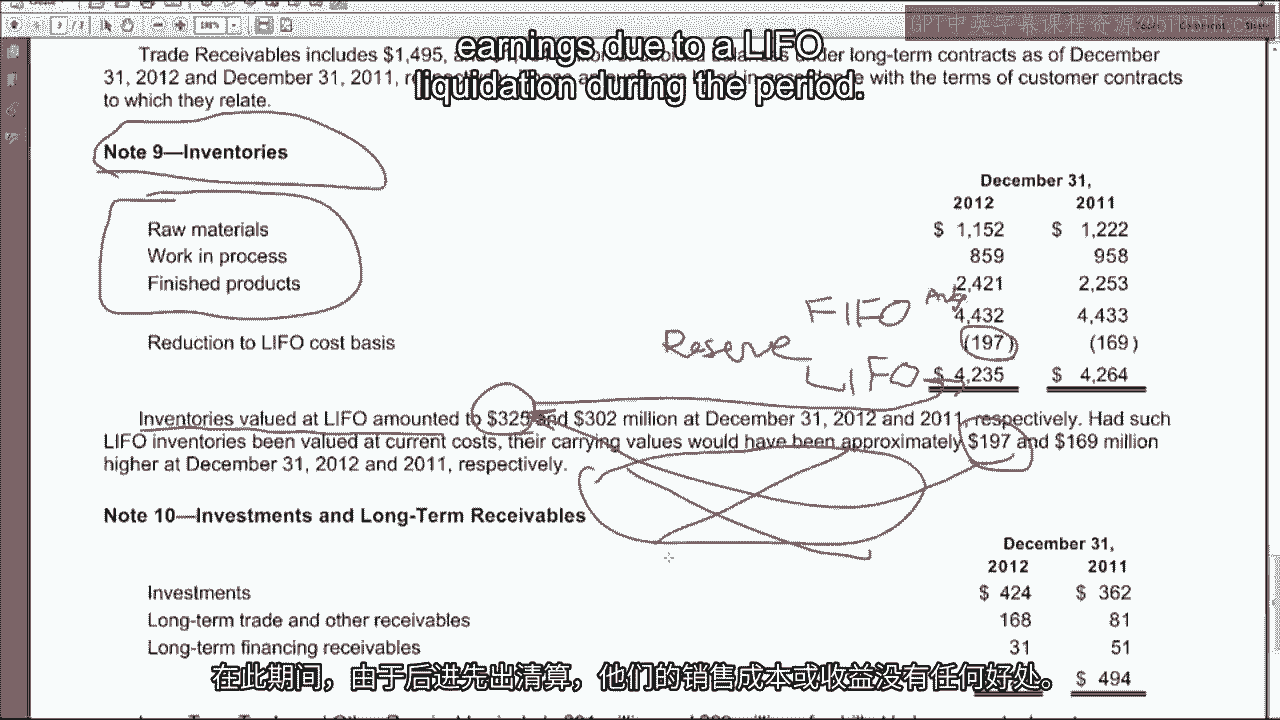 GPT中英字幕课程资源
Trade Receivables includes $1,495, under long-term contracts as of December
31, 2012 and December 31, 2011, with the terms of customer contracts
to which they relate.
earnings due to a LIFO
liquidation during the period.
Note 9—Inventories
December 31,
2012 2011
Raw materials $ 1,152 $ 1,222
Work in process 859 958
Finished products 2,421 2,253
FIFO Avg 4,432 4,433
Reduction to LIFO cost basis Reserve (197) (169)
LIFO $ 4,235 $ 4,264
Inventories valued at LIFO amounted to $325 and $302 million at December 31, 2012 and 2011, respectively. Had such
LIFO inventories been valued at current costs, their carrying values would have been approximately $197 and $169 million
higher at December 31, 2012 and 2011, respectively.
Note 10—Investments and Long-Term Receivables
December 31,
2012 2011
Investments $ 424 $ 362
Long-term trade and other receivables 168 81
Long-term financing receivables 31 51
$ 494
在此期间，由于后进先出清算，他们的销售成本或收益没有任何好处。